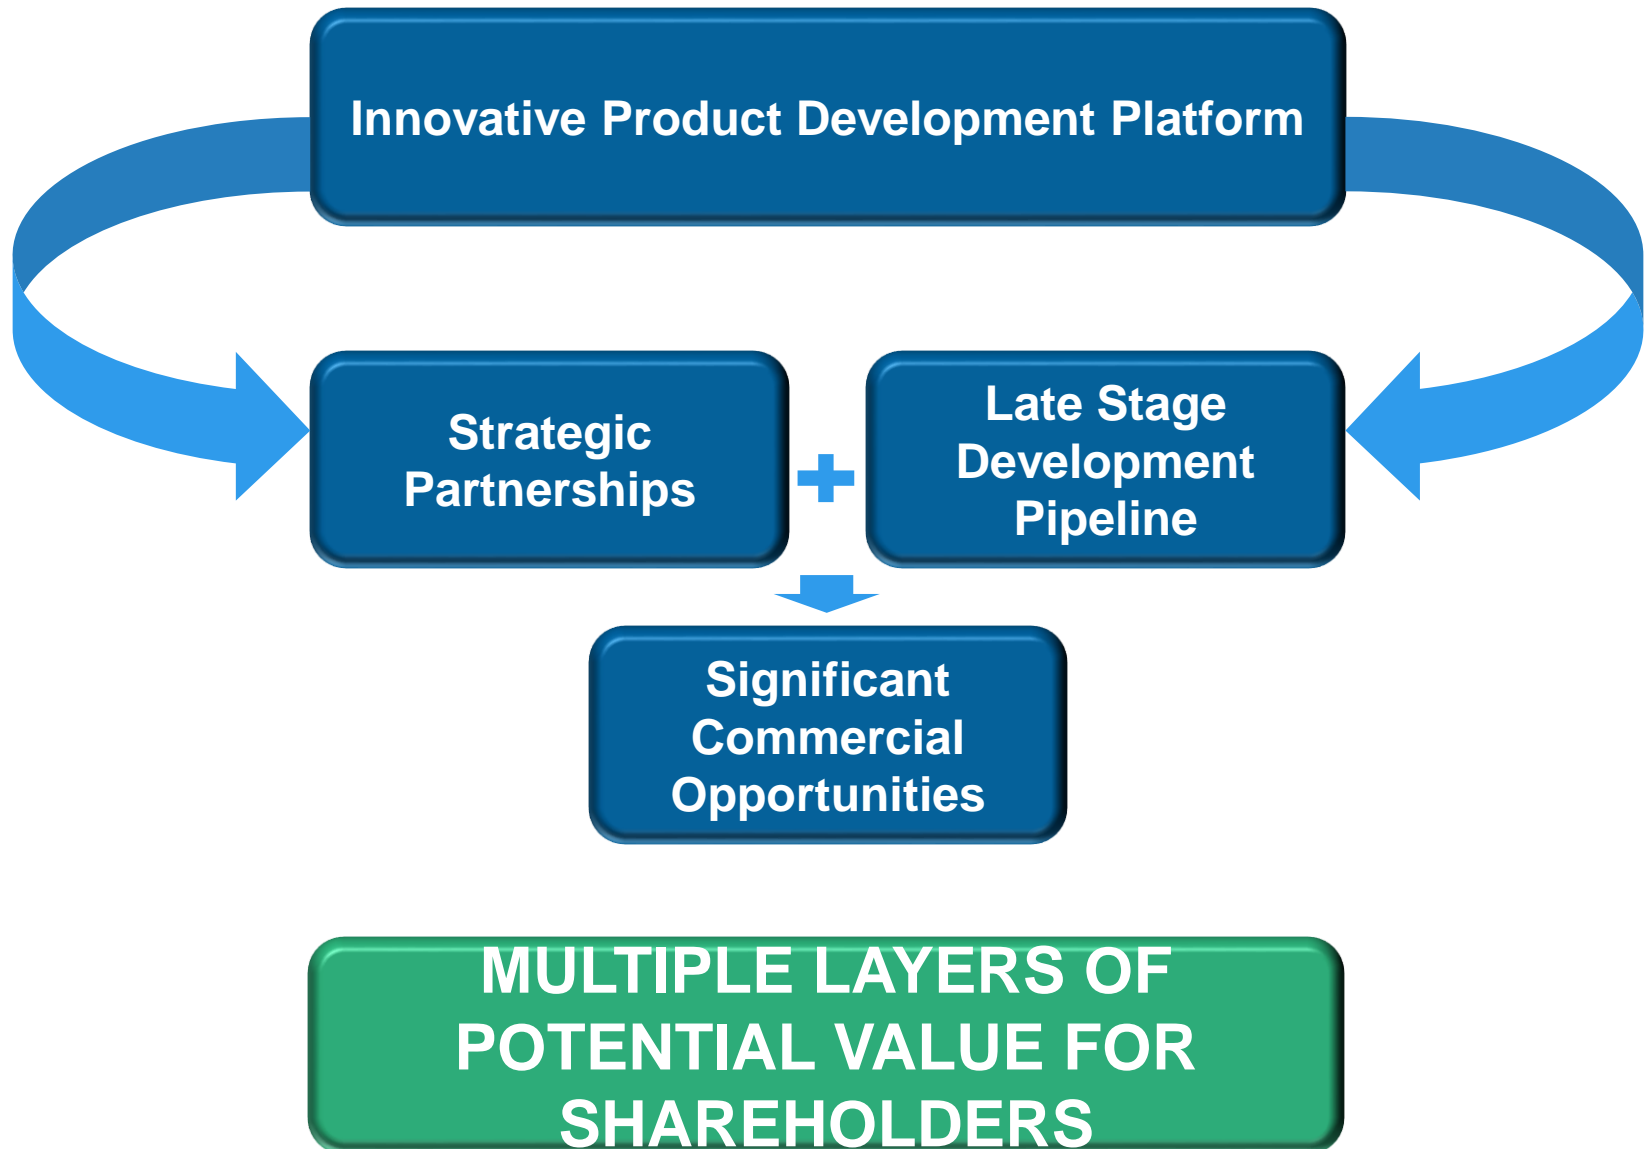 Innovative Product Development Platform
Strategic
Partnerships
Late Stage
Development
Pipeline
Significant
Commercial
Opportunities
MULTIPLE LAYERS OF
POTENTIAL VALUE FOR
SHAREHOLDERS